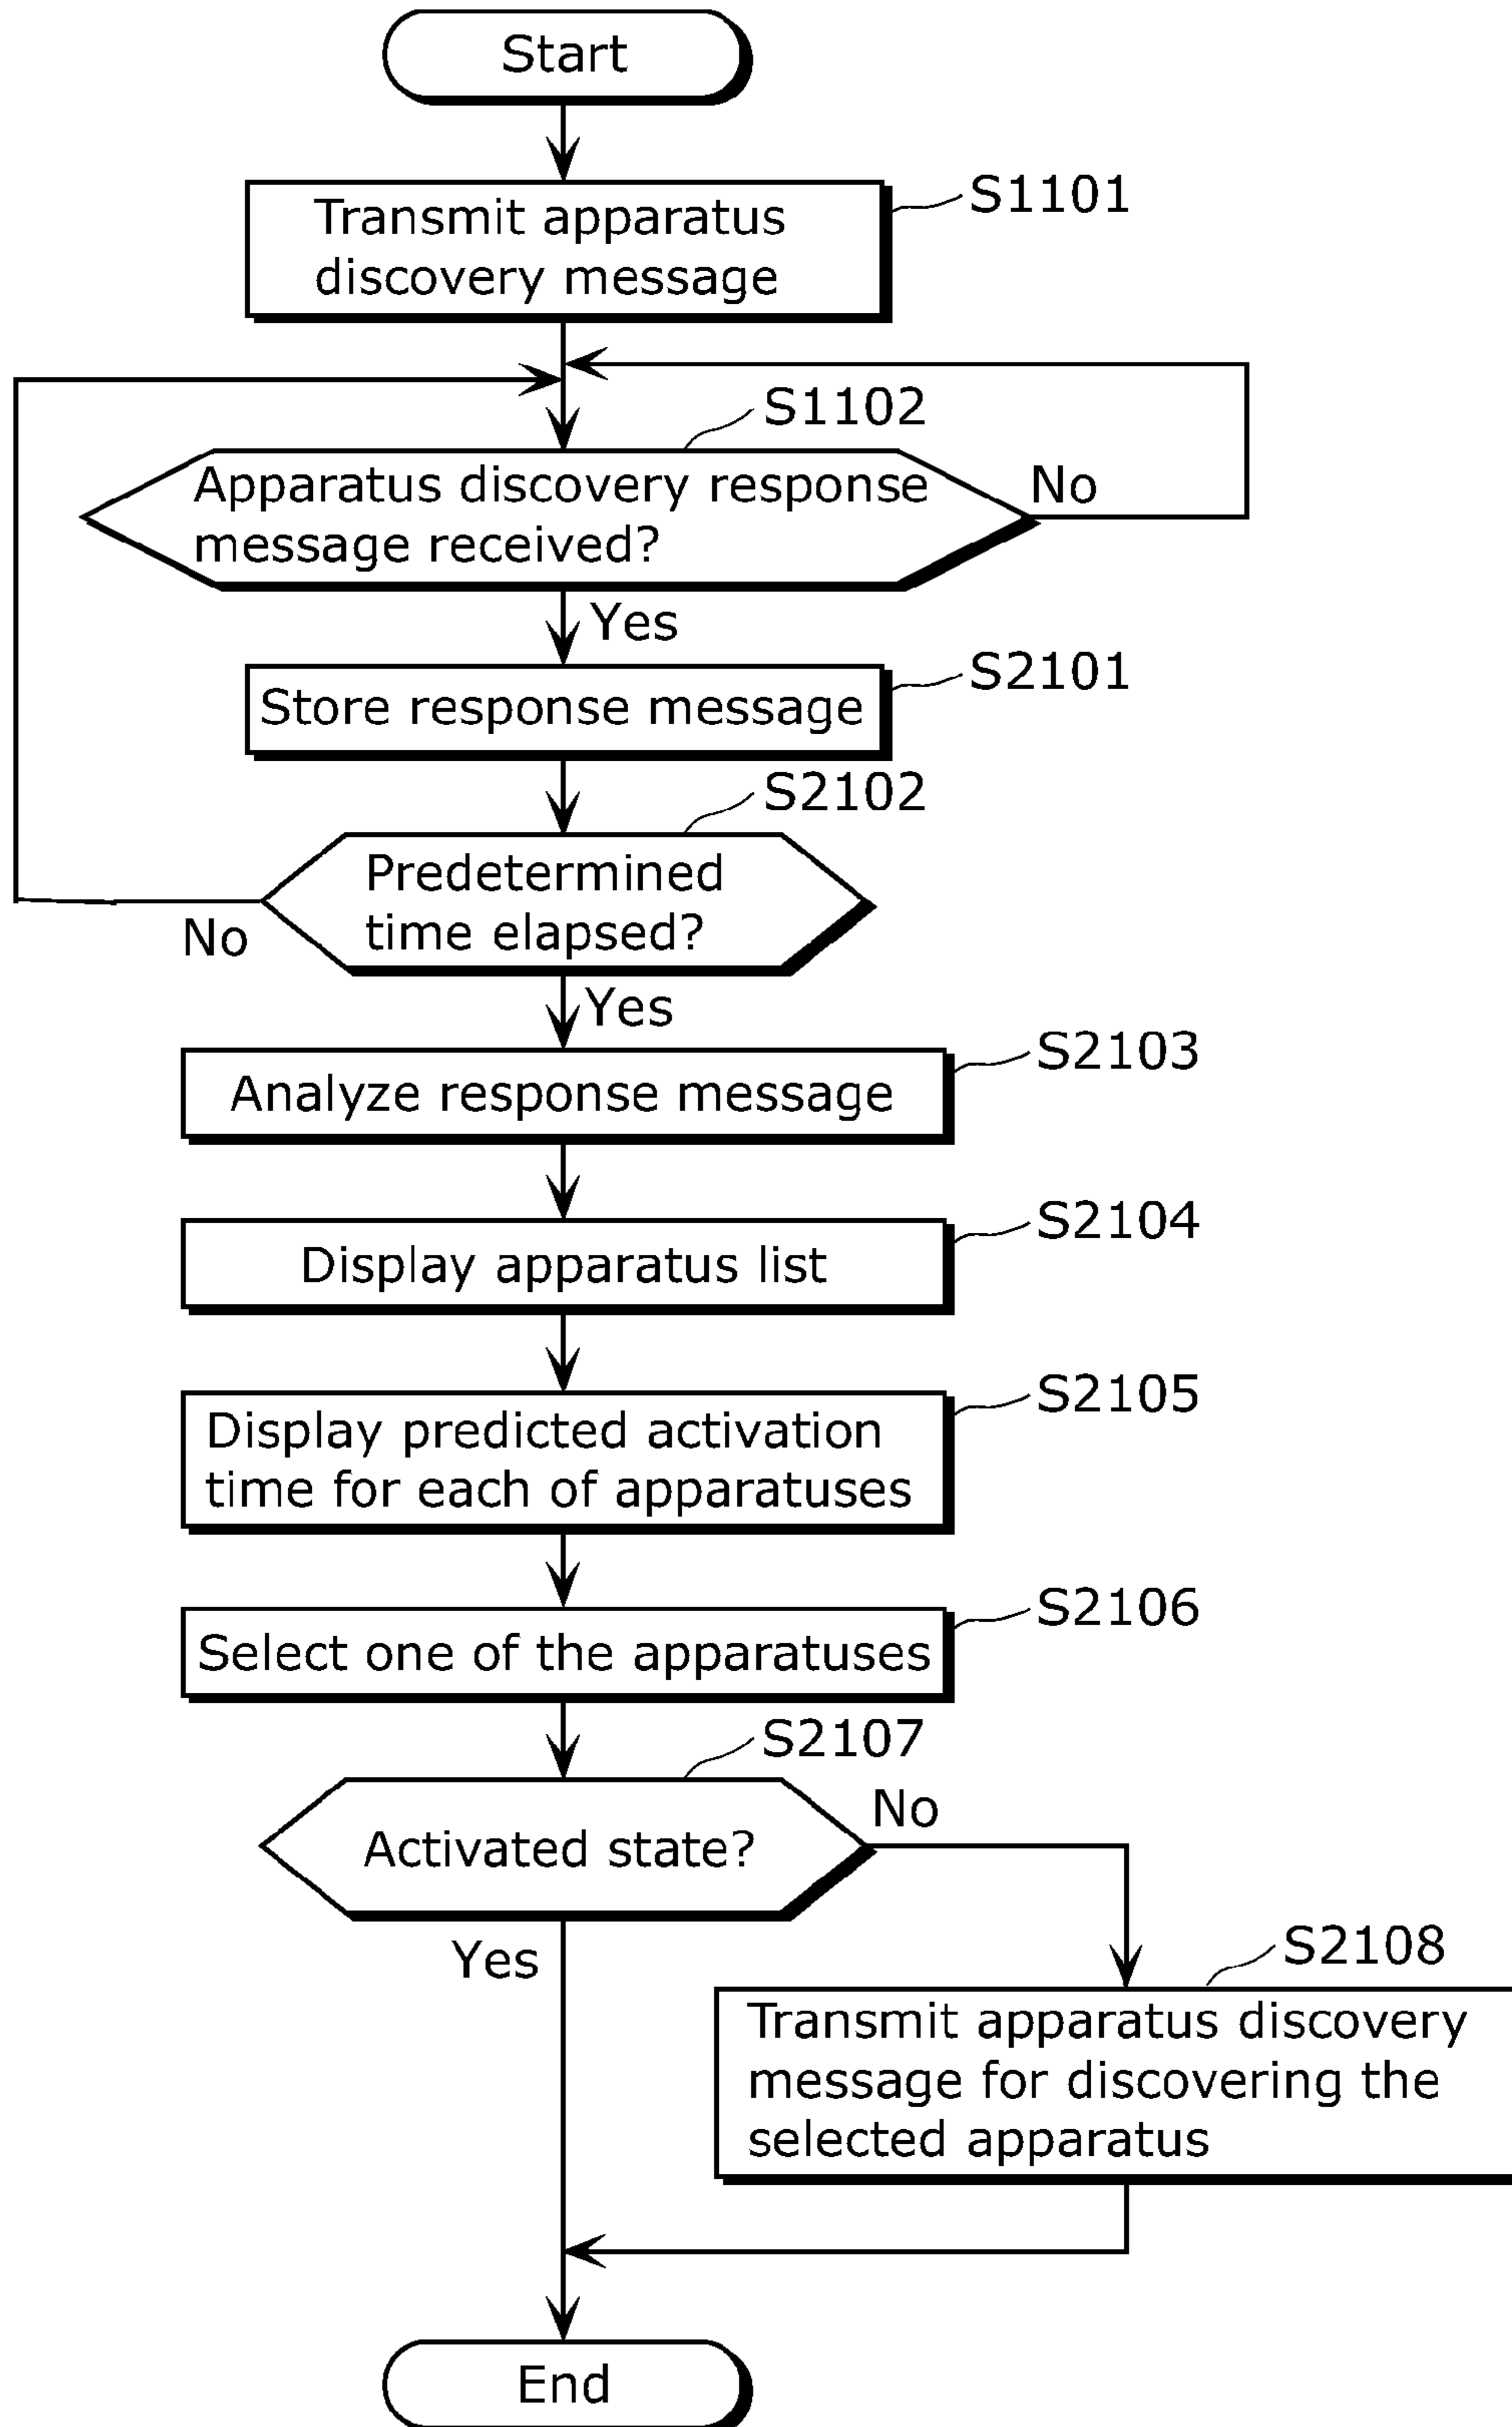 Start
S1101
Transmit apparatus
discovery message
S1102
Apparatus discovery response
message received?
No
Yes
S2101
Store response message
S2102
Predetermined
time elapsed?
No
Yes
S2103
Analyze response message
S2104
Display apparatus list
S2105
Display predicted activation
time for each of apparatuses
S2106
Select one of the apparatuses
S2107
Activated state?
No
Yes
S2108
Transmit apparatus discovery
message for discovering the
selected apparatus
End